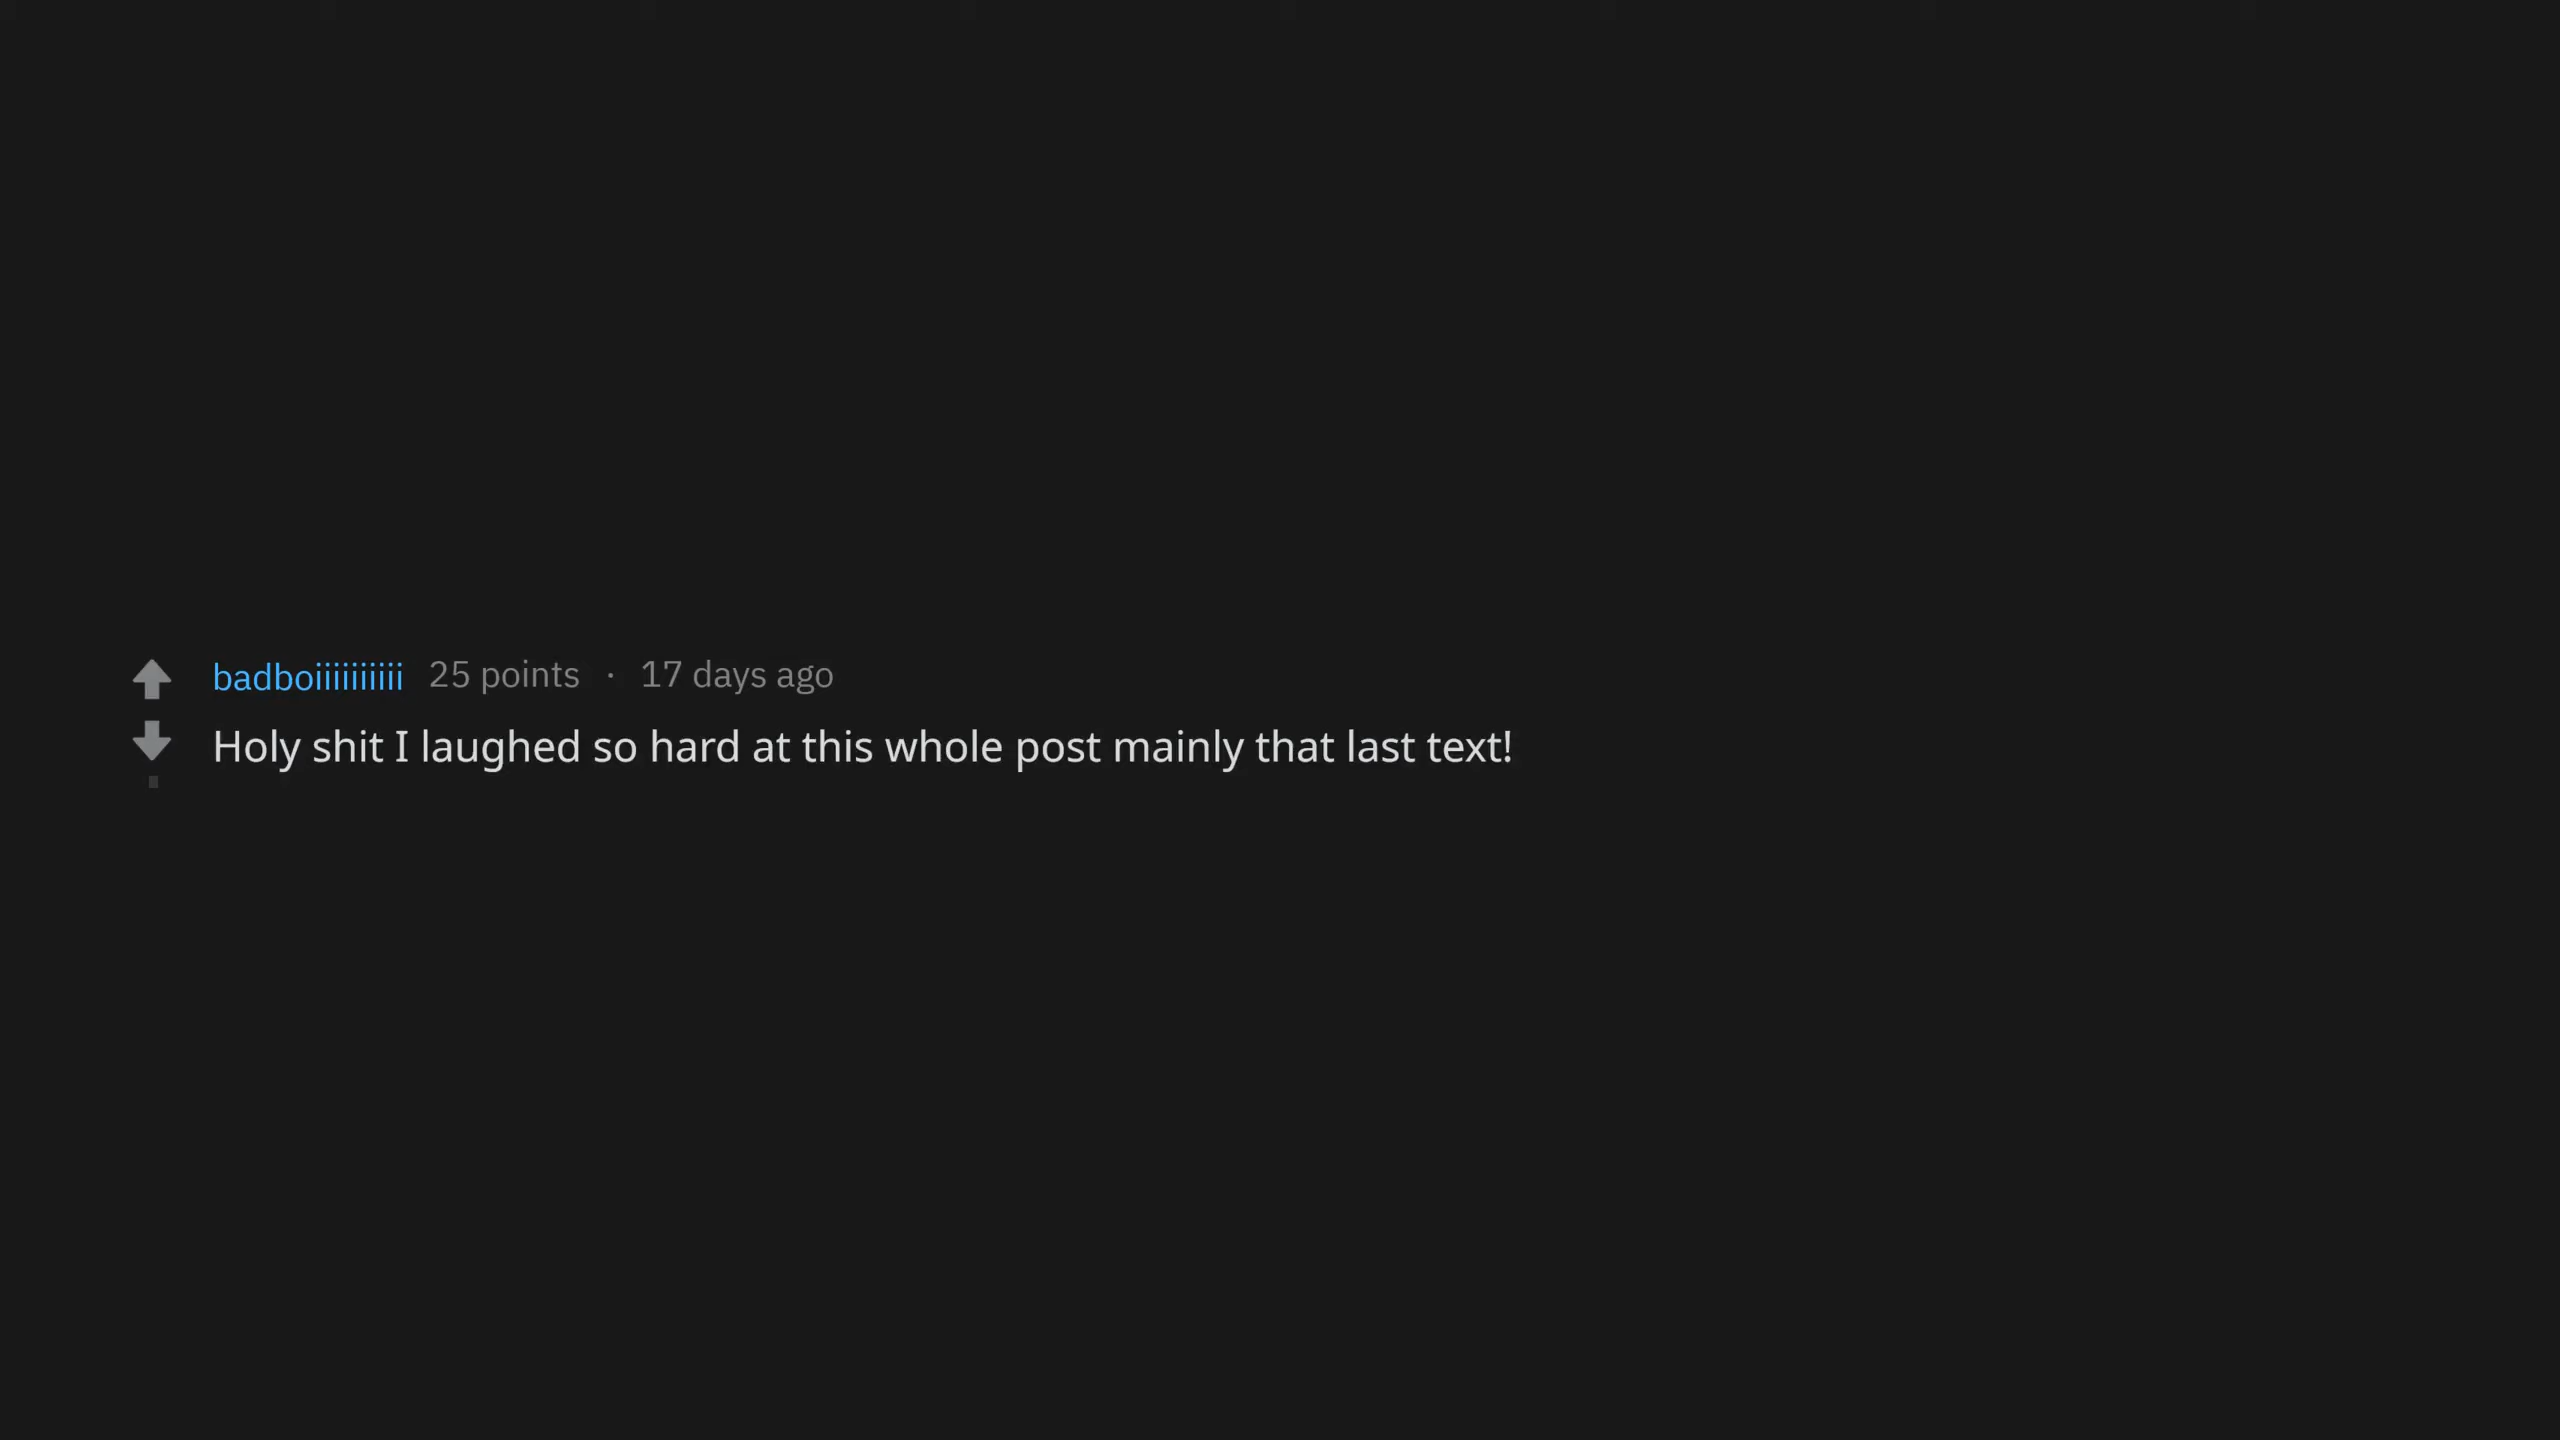 badboiiiiiiiiii 25 points · 17 days ago
Holy shit I laughed so hard at this whole post mainly that last text!